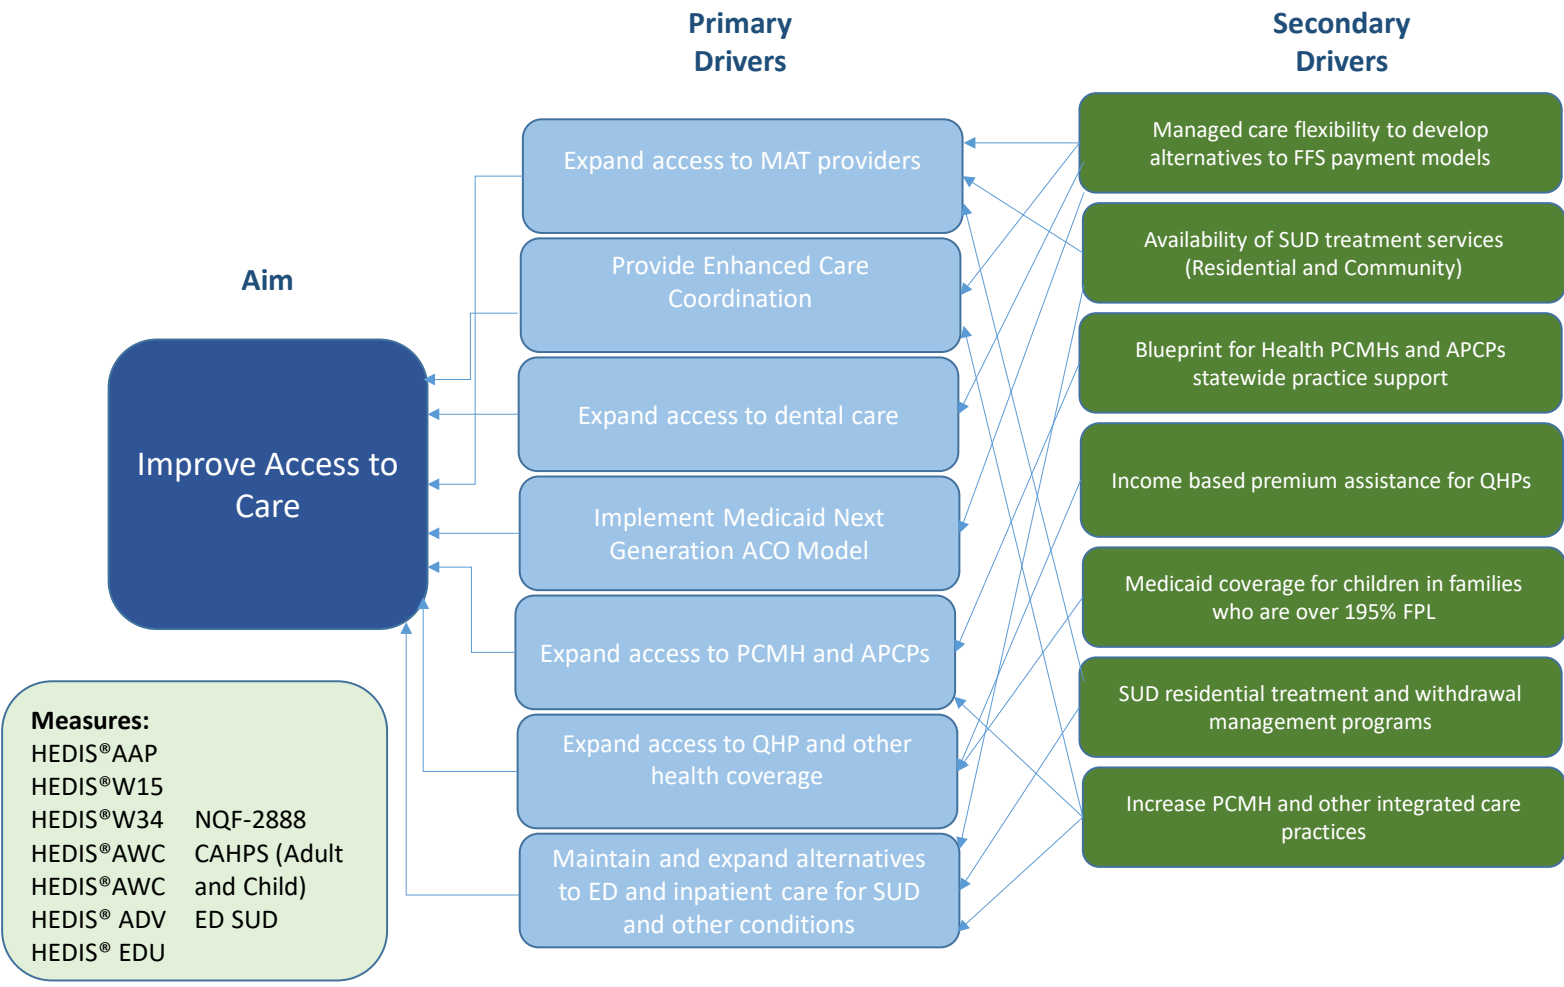 Primary
Drivers
Secondary
Drivers
Aim
Improve Access to
Care
Expand access to MAT providers
Provide Enhanced Care
Coordination
Expand access to dental care
Implement Medicaid Next
Generation ACO Model
Expand access to PCMH and APCPs
Expand access to QHP and other
health coverage
Maintain and expand alternatives
to ED and inpatient care for SUD
and other conditions
Managed care flexibility to develop
alternatives to FFS payment models
Availability of SUD treatment services
(Residential and Community)
Blueprint for Health PCMHs and APCPs
statewide practice support
Income based premium assistance for QHPs
Medicaid coverage for children in families
who are over 195% FPL
SUD residential treatment and withdrawal
management programs
Increase PCMH and other integrated care
practices
Measures:
HEDIS®AAP
HEDIS®W15
HEDIS®W34
HEDIS®AWC
HEDIS®AWC
HEDIS® ADV
HEDIS® EDU
NQF-2888
CAHPS (Adult
and Child)
ED SUD